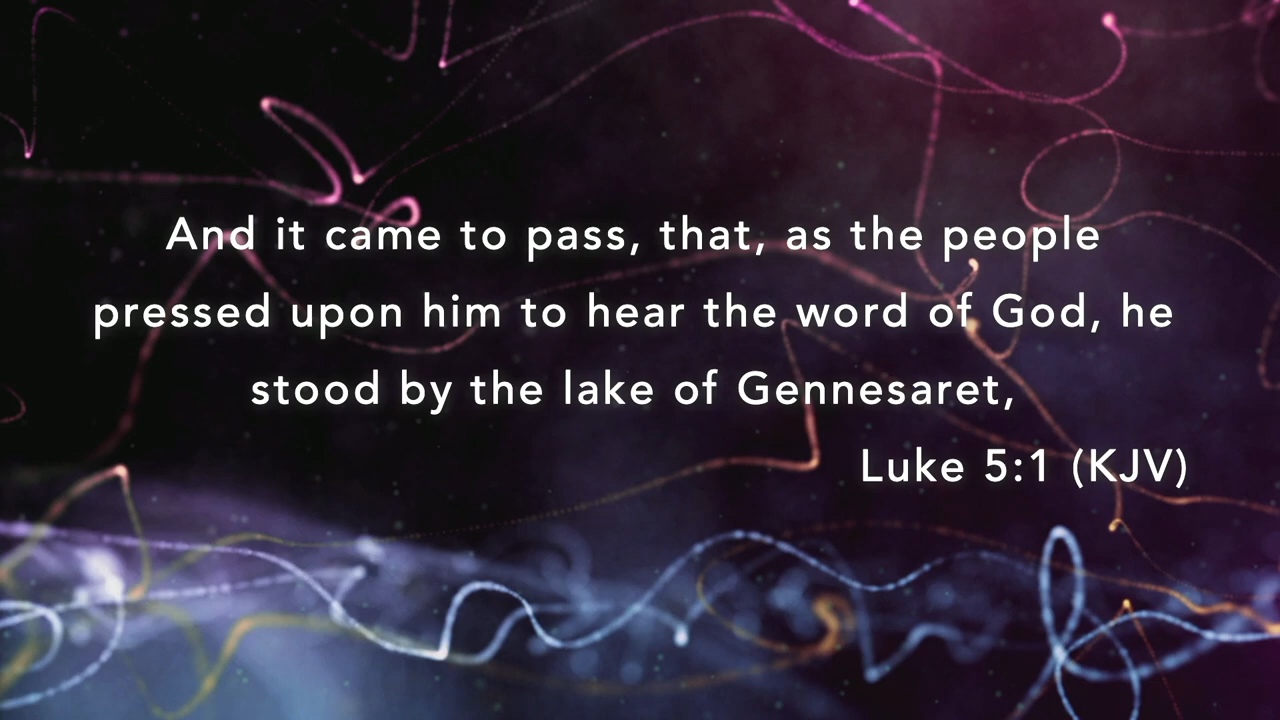 And it came to pass, that, as the people
pressed upon him to hear the word of God, he
stood by the lake of Gennesaret,
Luke 5:1 (KJV)